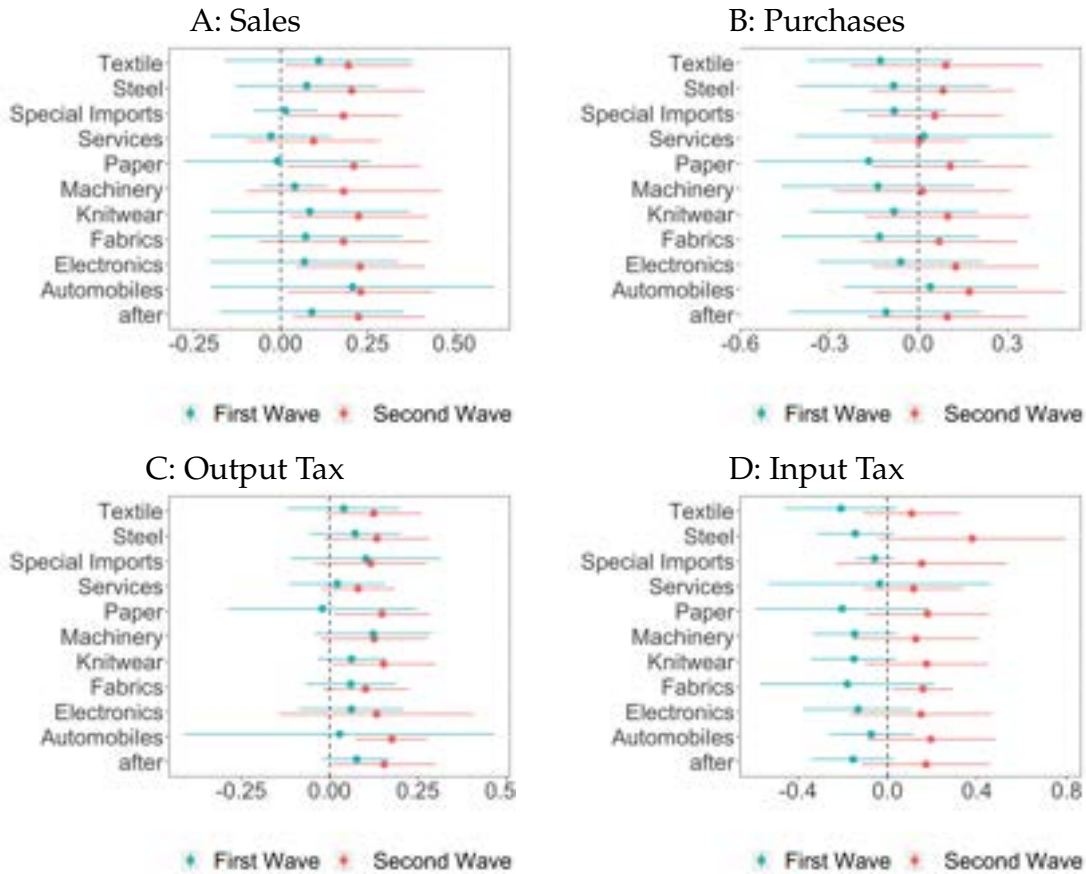 A: Sales
Textile
Steel
Special Imports
Services
Paper
Machinery
Knitwear
Fabrics
Electronics
Automobiles
after
-0.25 0.00 0.25 0.50
First Wave Second Wave
B: Purchases
Textile
Steel
Special Imports
Services
Paper
Machinery
Knitwear
Fabrics
Electronics
Automobiles
after
-0.6 -0.3 0.0 0.3
First Wave Second Wave
C: Output Tax
Textile
Steel
Special Imports
Services
Paper
Machinery
Knitwear
Fabrics
Electronics
Automobiles
after
-0.25 0.00 0.25 0.5
First Wave Second Wave
D: Input Tax
Textile
Steel
Special Imports
Services
Paper
Machinery
Knitwear
Fabrics
Electronics
Automobiles
after
-0.4 0.0 0.4 0.8
First Wave Second Wave